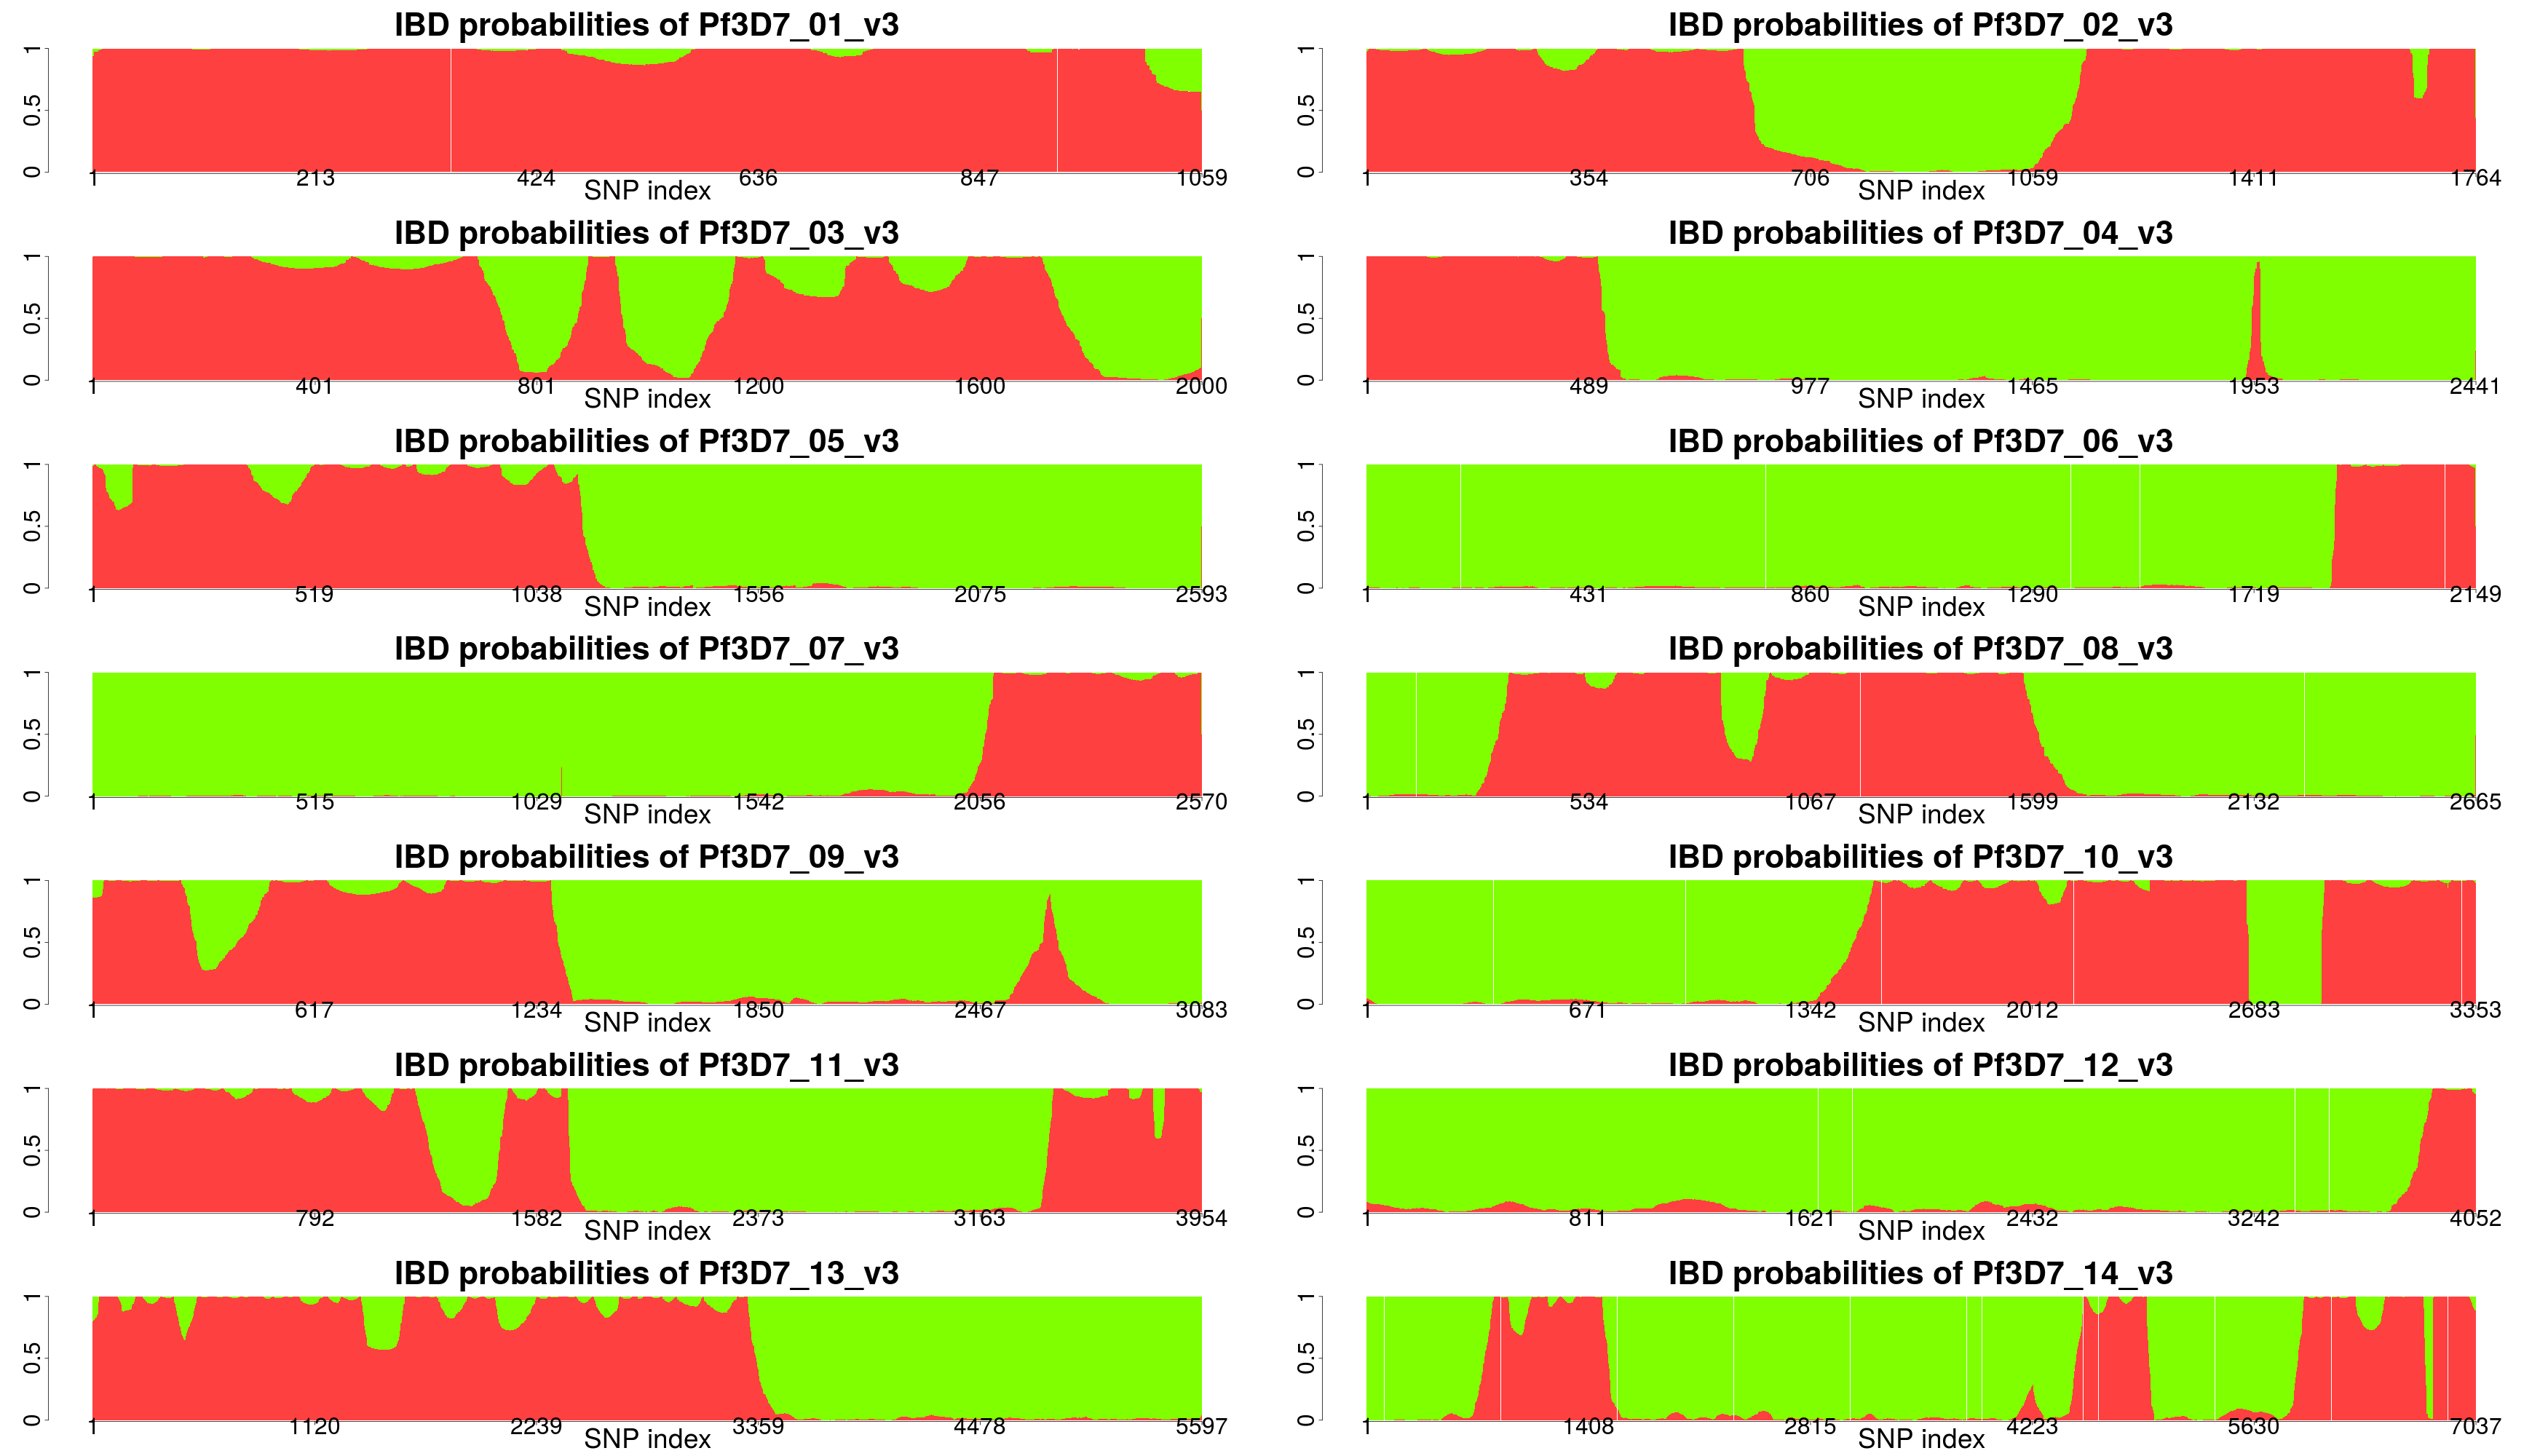 IBD probabilities of Pf3D7_01_v3
0 0.5 1
1 213 424 636 847 1059
SNP index
IBD probabilities of Pf3D7_02_v3
0 0.5 1
1 354 706 1059 1411 1764
SNP index
IBD probabilities of Pf3D7_03_v3
0 0.5 1
1 401 801 1200 1600 2000
SNP index
IBD probabilities of Pf3D7_04_v3
0 0.5 1
1 489 977 1465 1953 2441
SNP index
IBD probabilities of Pf3D7_05_v3
0 0.5 1
1 519 1038 1556 2075 2593
SNP index
IBD probabilities of Pf3D7_06_v3
0 0.5 1
1 431 860 1290 1719 2149
SNP index
IBD probabilities of Pf3D7_07_v3
0 0.5 1
1 515 1029 1542 2056 2570
SNP index
IBD probabilities of Pf3D7_08_v3
0 0.5 1
1 534 1067 1599 2132 2665
SNP index
IBD probabilities of Pf3D7_09_v3
0 0.5 1
1 617 1234 1850 2467 3083
SNP index
IBD probabilities of Pf3D7_10_v3
0 0.5 1
1 671 1342 2012 2683 3353
SNP index
IBD probabilities of Pf3D7_11_v3
0 0.5 1
1 792 1582 2373 3163 3954
SNP index
IBD probabilities of Pf3D7_12_v3
0 0.5 1
1 811 1621 2432 3242 4052
SNP index
IBD probabilities of Pf3D7_13_v3
0 0.5 1
1 1120 2239 3359 4478 5597
SNP index
IBD probabilities of Pf3D7_14_v3
0 0.5 1
1 1408 2815 4223 5630 7037
SNP index